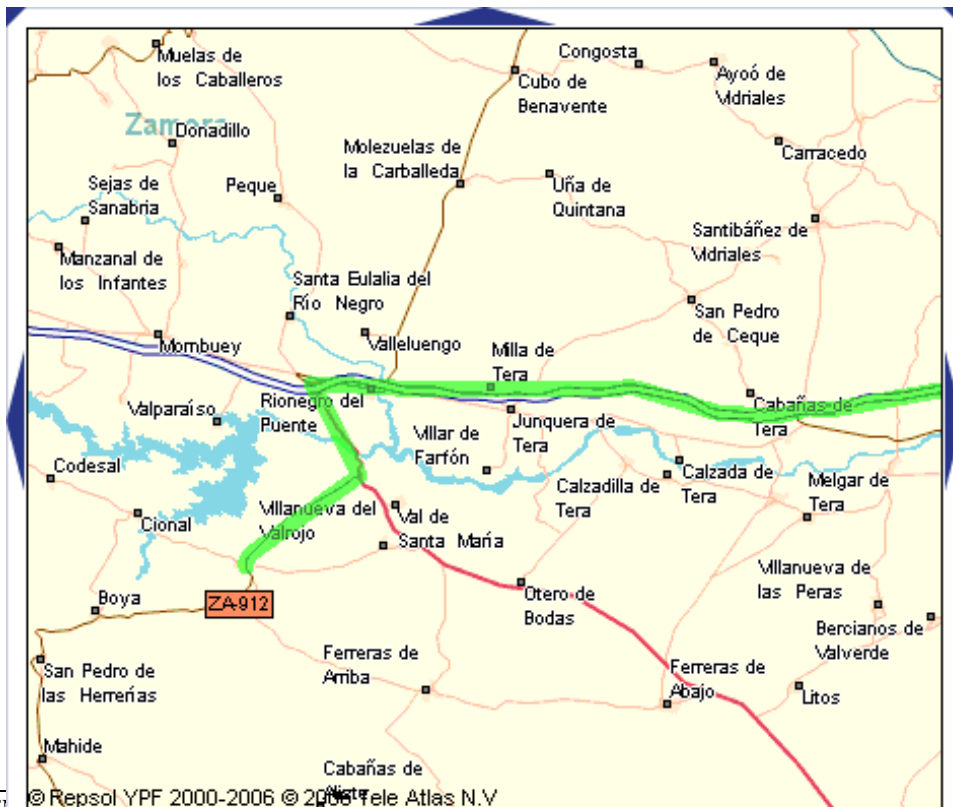 Muelas de
los Caballeros
Congosta
Cubo de
Benavente
Ayoó de
Vidriales
Zamora
Donadillo
Molezuelas de
la Carballeda
Carracedo
Sejas de
Sanabria
Peque
Uña de
Quintana
Santibáñez de
Vidriales
Manzanal de
los Infantes
Santa Eulalia del
Río Negro
San Pedro
de Ceque
Mombuey
Valleluengo
Milla de
Tera
Valparaíso
Rionegro del
Puente
Junquera de
Tera
Cabañas de
Tera
Villar de
Farfón
Codesal
Calzadilla de
Tera
Calzada de
Tera
Melgar de
Tera
Cional
Villanueva del
Valrojo
Val de
Santa María
Villanueva de
las Peras
Boya
ZA-912
Otero de
Bodas
Bercianos de
Valverde
San Pedro de
las Herrerías
Ferreras de
Arriba
Ferreras de
Abajo
Litos
Mahide
Cabañas de
Aliste
© Repsol YPF 2000-2006 © 2006 Tele Atlas N.V